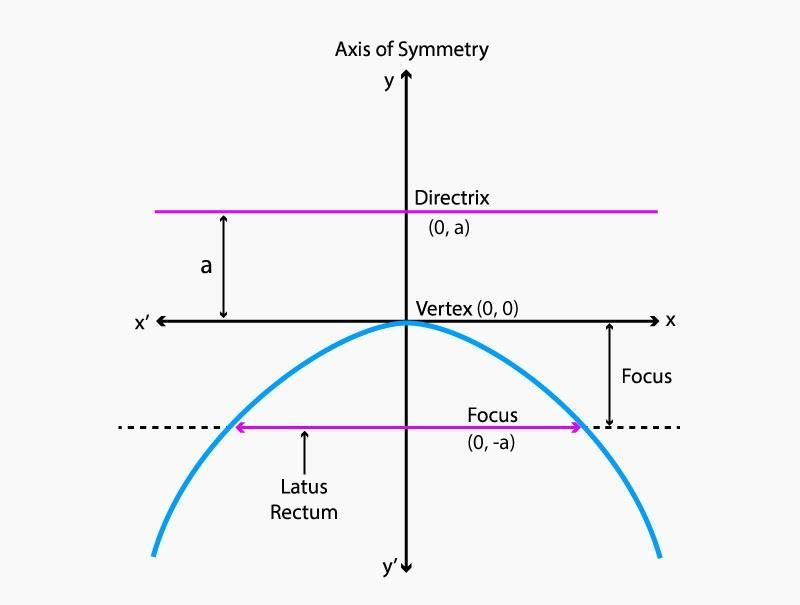 Axis of Symmetry
y
Directrix
(0, a)
a
Vertex (0, 0)
x′
x
Focus
Focus
(0, -a)
Latus
Rectum
y′